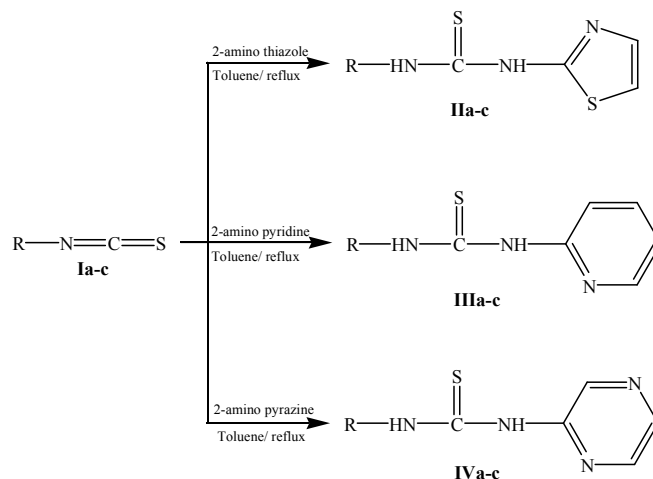 2-amino thiazole
Toluene/ reflux
S
R HN C NH
N
S
IIa-c
R N C S
Ia-c
2-amino pyridine
Toluene/ reflux
S
R HN C NH
N
IIIa-c
2-amino pyrazine
Toluene/ reflux
S
R HN C NH
N
N
IVa-c